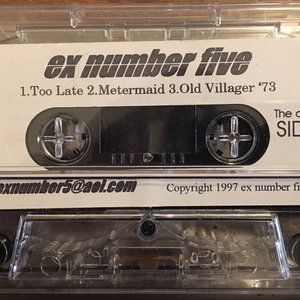 ex number five
1.Too Late 2.Metermaid 3.Old Villager '73
The
SID
exnumber5@aol.com
Copyright 1997 ex number fi